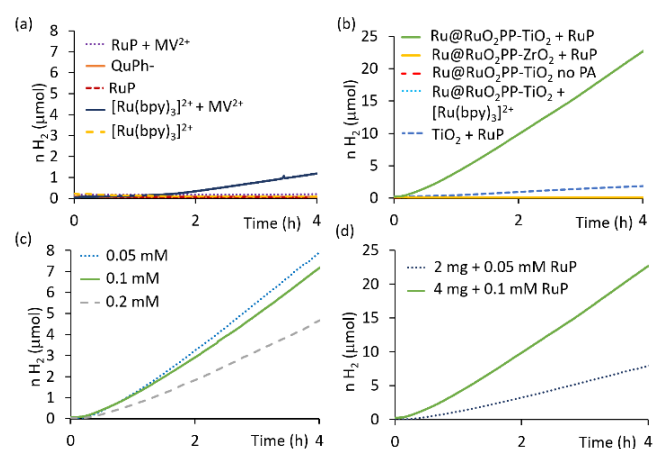 (a)
n H2 (µmol)
8
7
6
5
4
3
2
1
0
RuP + MV²⁺
QuPh-
RuP
[Ru(bpy)₃]²⁺ + MV²⁺
[Ru(bpy)₃]²⁺
Time (h)
0
2
4
(b)
n H₂ (µmol)
25
20
15
10
5
0
Ru@RuO₂PP-TiO₂ + RuP
Ru@RuO₂PP-ZrO₂ + RuP
Ru@RuO₂PP-TiO₂ no PA
Ru@RuO₂PP-TiO₂ +
[Ru(bpy)₃]²⁺
TiO₂ + RuP
Time (h)
0
2
4
(c)
n H₂ (µmol)
8
7
6
5
4
3
2
1
0
0.05 mM
0.1 mM
0.2 mM
Time (h)
0
2
4
(d)
n H₂ (µmol)
25
20
15
10
5
0
2 mg + 0.05 mM RuP
4 mg + 0.1 mM RuP
Time (h)
0
2
4